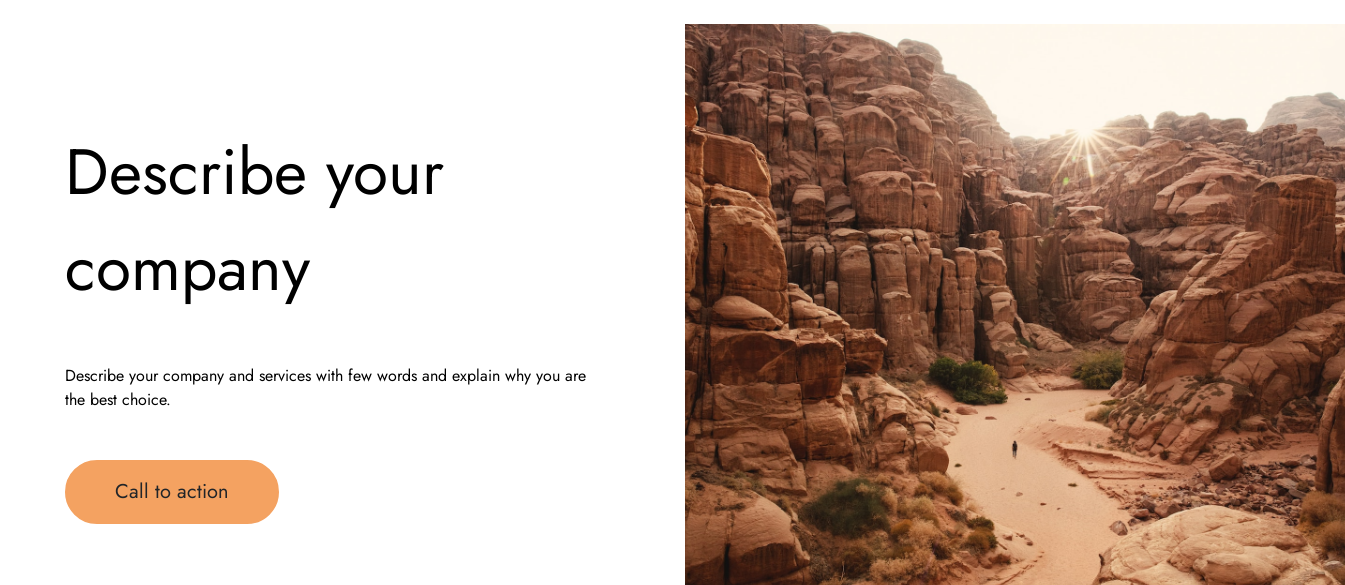 Describe your
company
Describe your company and services with few words and explain why you are
the best choice.
Call to action